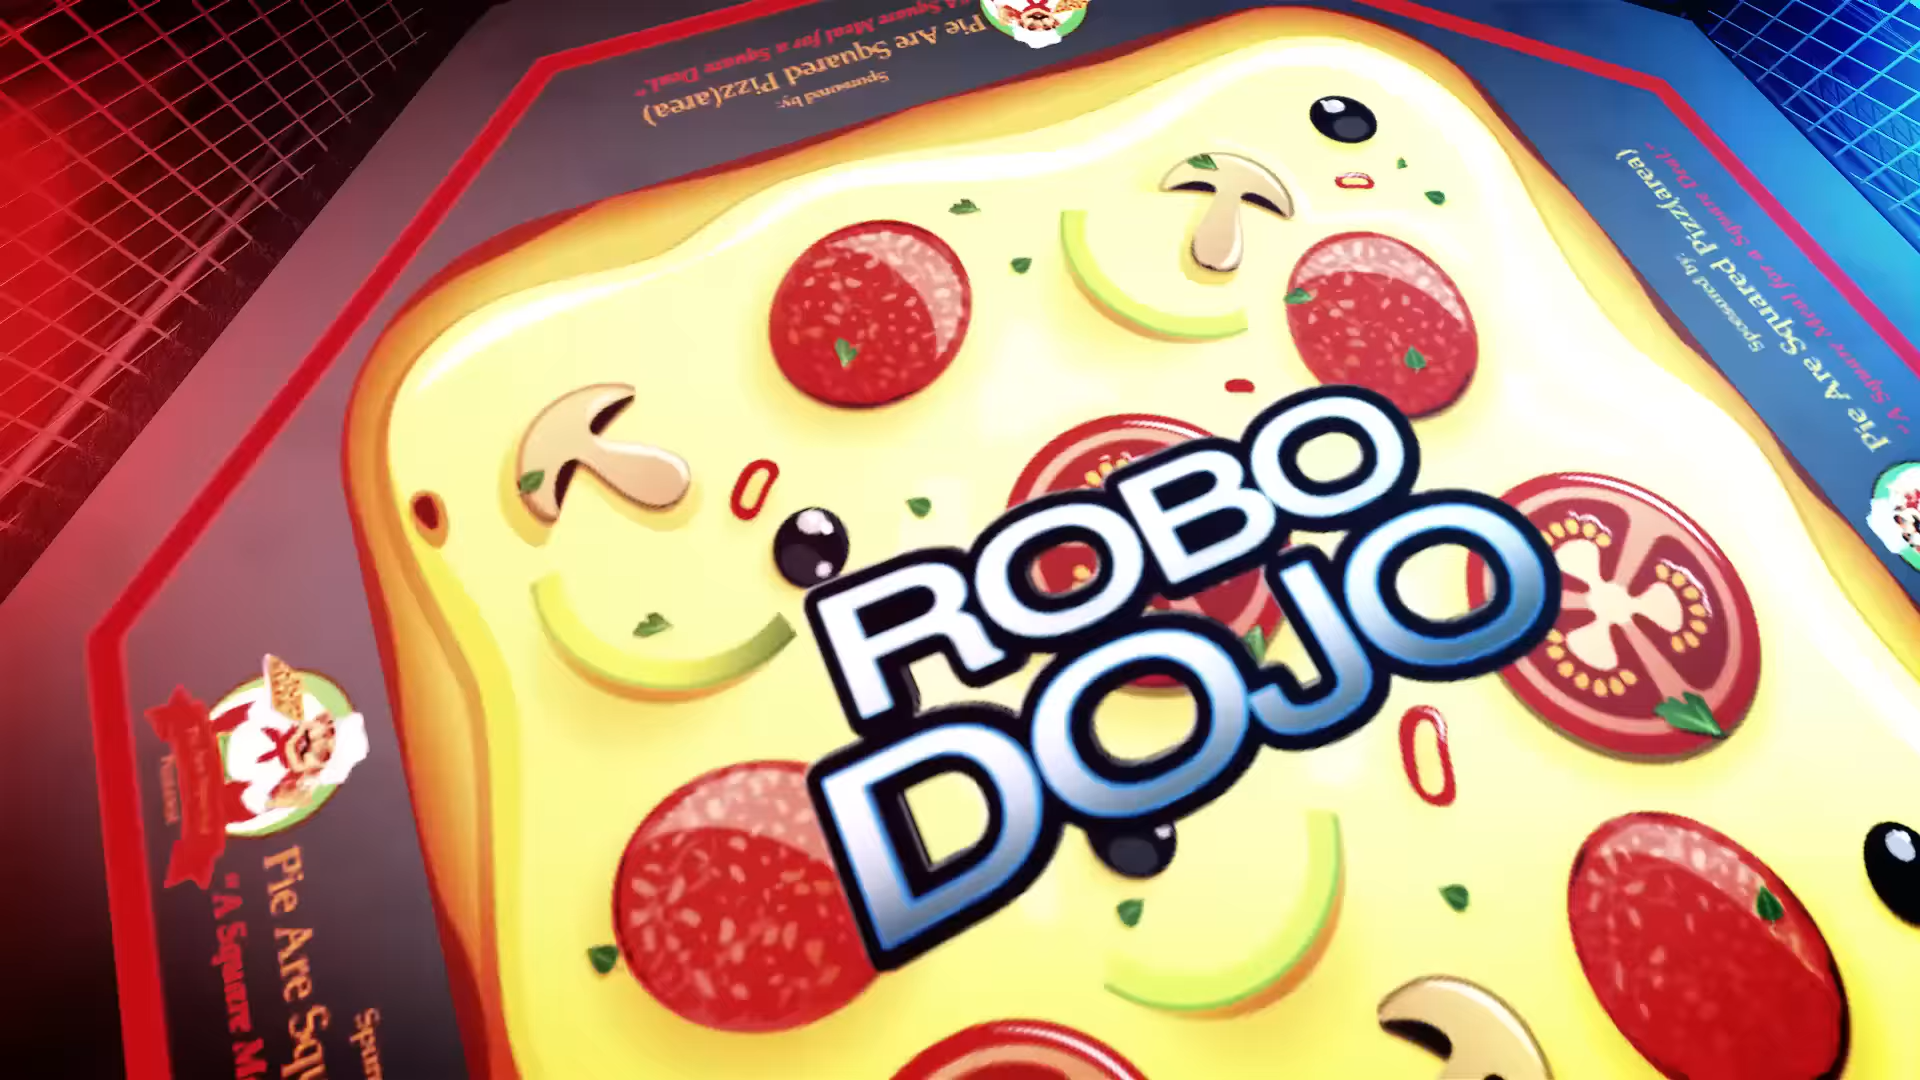 Pie Are Squared Pizz(area)
"A Square Meal for a Square Deal."
Sponsored by:
Pie Are Squared Pizz(area)
"A Square Meal for a Square Deal."
Sponsored by:
ROBO
DOJO
Pie Are Squ
"A Square M
Spon